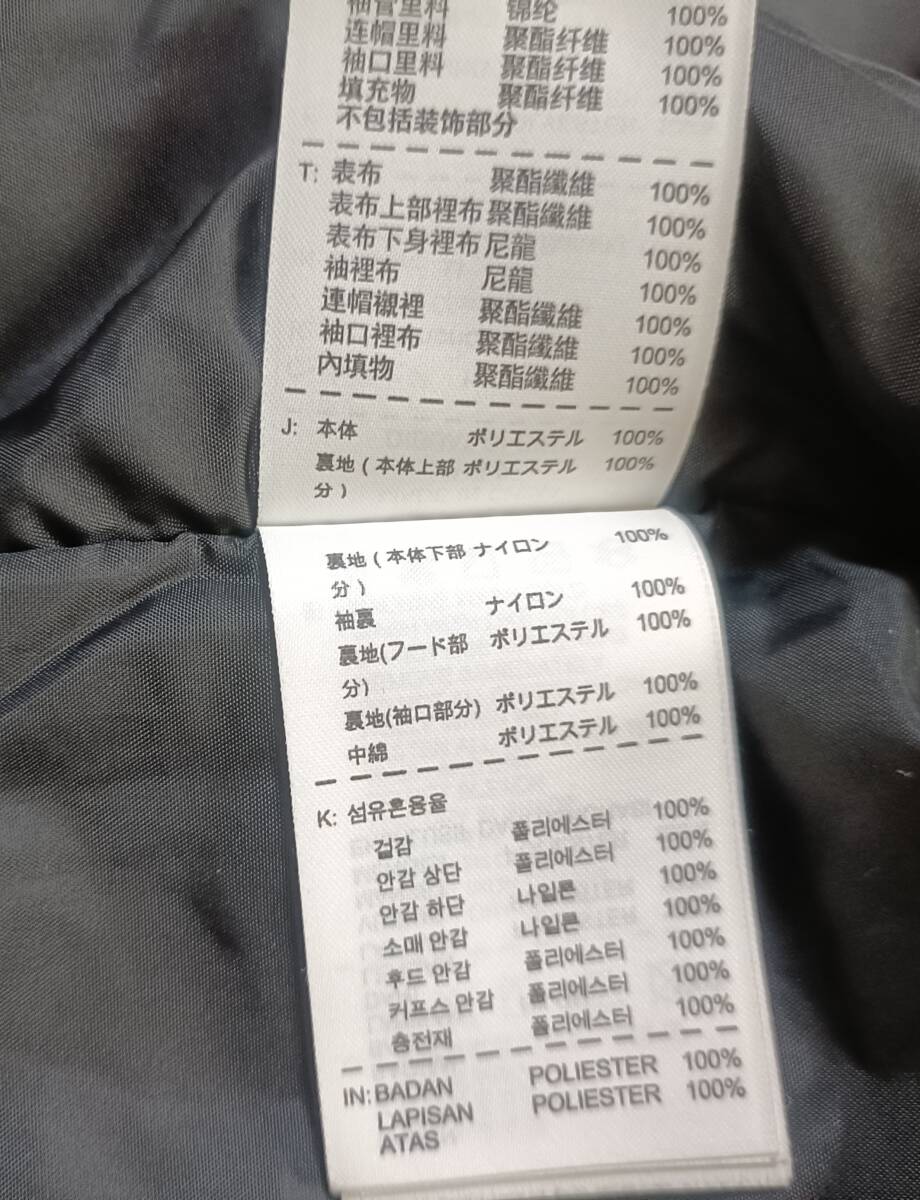 袖管里料 锦纶 100%
连帽里料 聚酯纤维 100%
袖口里料 聚酯纤维 100%
填充物 聚酯纤维 100%
不包括装饰部分
T: 表布 聚酯纖維 100%
表布上部裡布 聚酯纖維 100%
表布下身裡布 尼龍 100%
袖裡布 尼龍 100%
連帽襯裡 聚酯纖維 100%
袖口裡布 聚酯纖維 100%
內填物 聚酯纖維 100%
J: 本体 ポリエステル 100%
裏地 ( 本体上部 ポリエステル 100%
分 )
裏地 ( 本体下部 ナイロン 100%
分 )
袖裏 ナイロン 100%
裏地(フード部 ポリエステル 100%
分)
裏地(袖口部分) ポリエステル 100%
中綿 ポリエステル 100%
K: 섬유혼용율
겉감 폴리에스터 100%
안감 상단 폴리에스터 100%
안감 하단 나일론 100%
소매 안감 나일론 100%
후드 안감 폴리에스터 100%
커프스 안감 폴리에스터 100%
충전재 폴리에스터 100%
IN: BADAN POLIESTER 100%
LAPISAN POLIESTER 100%
ATAS